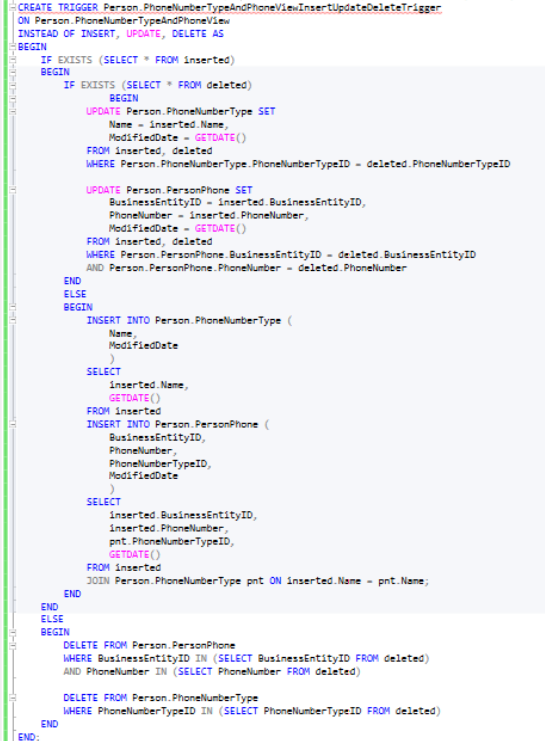 CREATE TRIGGER Person.PhoneNumberTypeAndPhoneViewInsertUpdateDeleteTrigger
ON Person.PhoneNumberTypeAndPhoneView
INSTEAD OF INSERT, UPDATE, DELETE AS
BEGIN
IF EXISTS (SELECT * FROM inserted)
BEGIN
IF EXISTS (SELECT * FROM deleted)
BEGIN
UPDATE Person.PhoneNumberType SET
Name = inserted.Name,
ModifiedDate = GETDATE()
FROM inserted, deleted
WHERE Person.PhoneNumberType.PhoneNumberTypeID = deleted.PhoneNumberTypeID
UPDATE Person.PersonPhone SET
BusinessEntityID = inserted.BusinessEntityID,
PhoneNumber = inserted.PhoneNumber,
ModifiedDate = GETDATE()
FROM inserted, deleted
WHERE Person.PersonPhone.BusinessEntityID = deleted.BusinessEntityID
AND Person.PersonPhone.PhoneNumber = deleted.PhoneNumber
END
ELSE
BEGIN
INSERT INTO Person.PhoneNumberType (
Name,
ModifiedDate
)
SELECT
inserted.Name,
GETDATE()
FROM inserted
INSERT INTO Person.PersonPhone (
BusinessEntityID,
PhoneNumber,
PhoneNumberTypeID,
ModifiedDate
)
SELECT
inserted.BusinessEntityID,
inserted.PhoneNumber,
pnt.PhoneNumberTypeID,
GETDATE()
FROM inserted
JOIN Person.PhoneNumberType pnt ON inserted.Name = pnt.Name;
END
END
ELSE
BEGIN
DELETE FROM Person.PersonPhone
WHERE BusinessEntityID IN (SELECT BusinessEntityID FROM deleted)
AND PhoneNumber IN (SELECT PhoneNumber FROM deleted)
DELETE FROM Person.PhoneNumberType
WHERE PhoneNumberTypeID IN (SELECT PhoneNumberTypeID FROM deleted)
END
END;